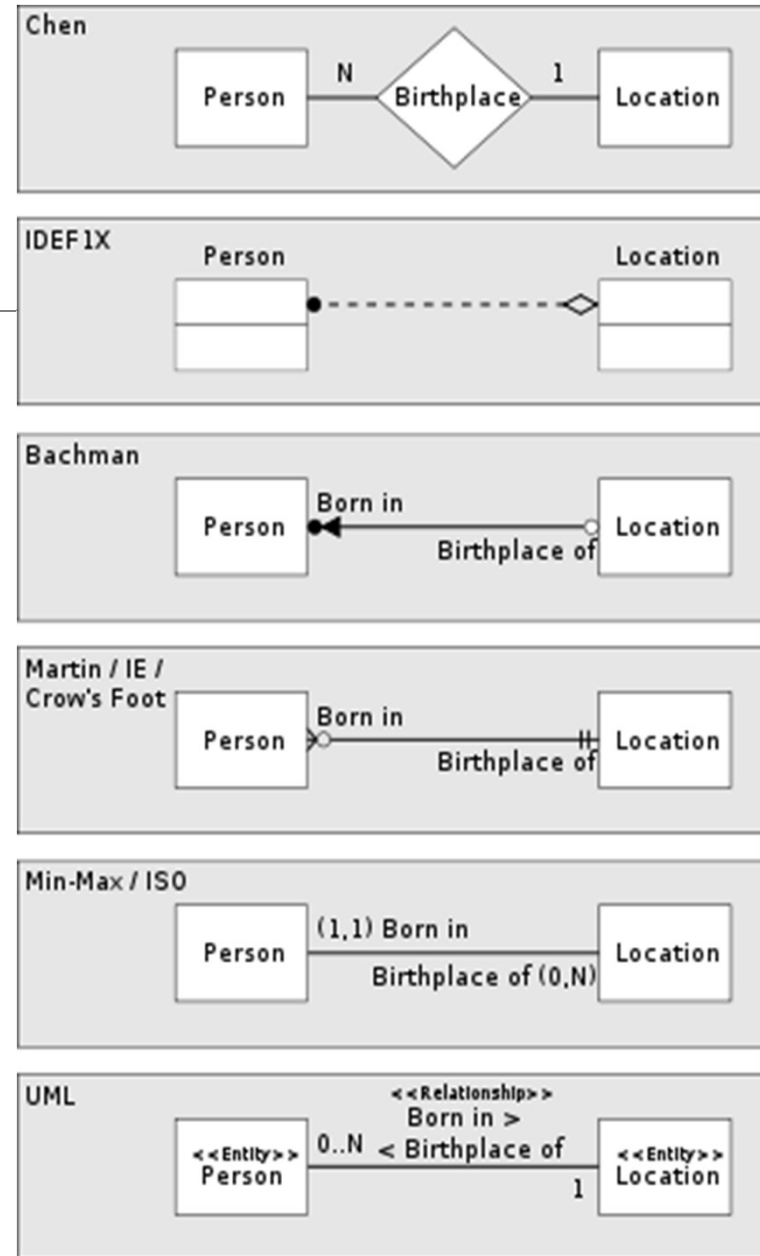 Chen
Person
N
Birthplace
1
Location
IDEF1X
Person
Location
Bachman
Person
Born in
Birthplace of
Location
Martin / IE /
Crow's Foot
Person
Born in
Birthplace of
Location
Min-Max / ISO
Person
(1,1) Born in
Birthplace of (0,N)
Location
UML
<<Entity>>
Person
0..N
<<Relationship>>
Born in >
< Birthplace of
1
<<Entity>>
Location